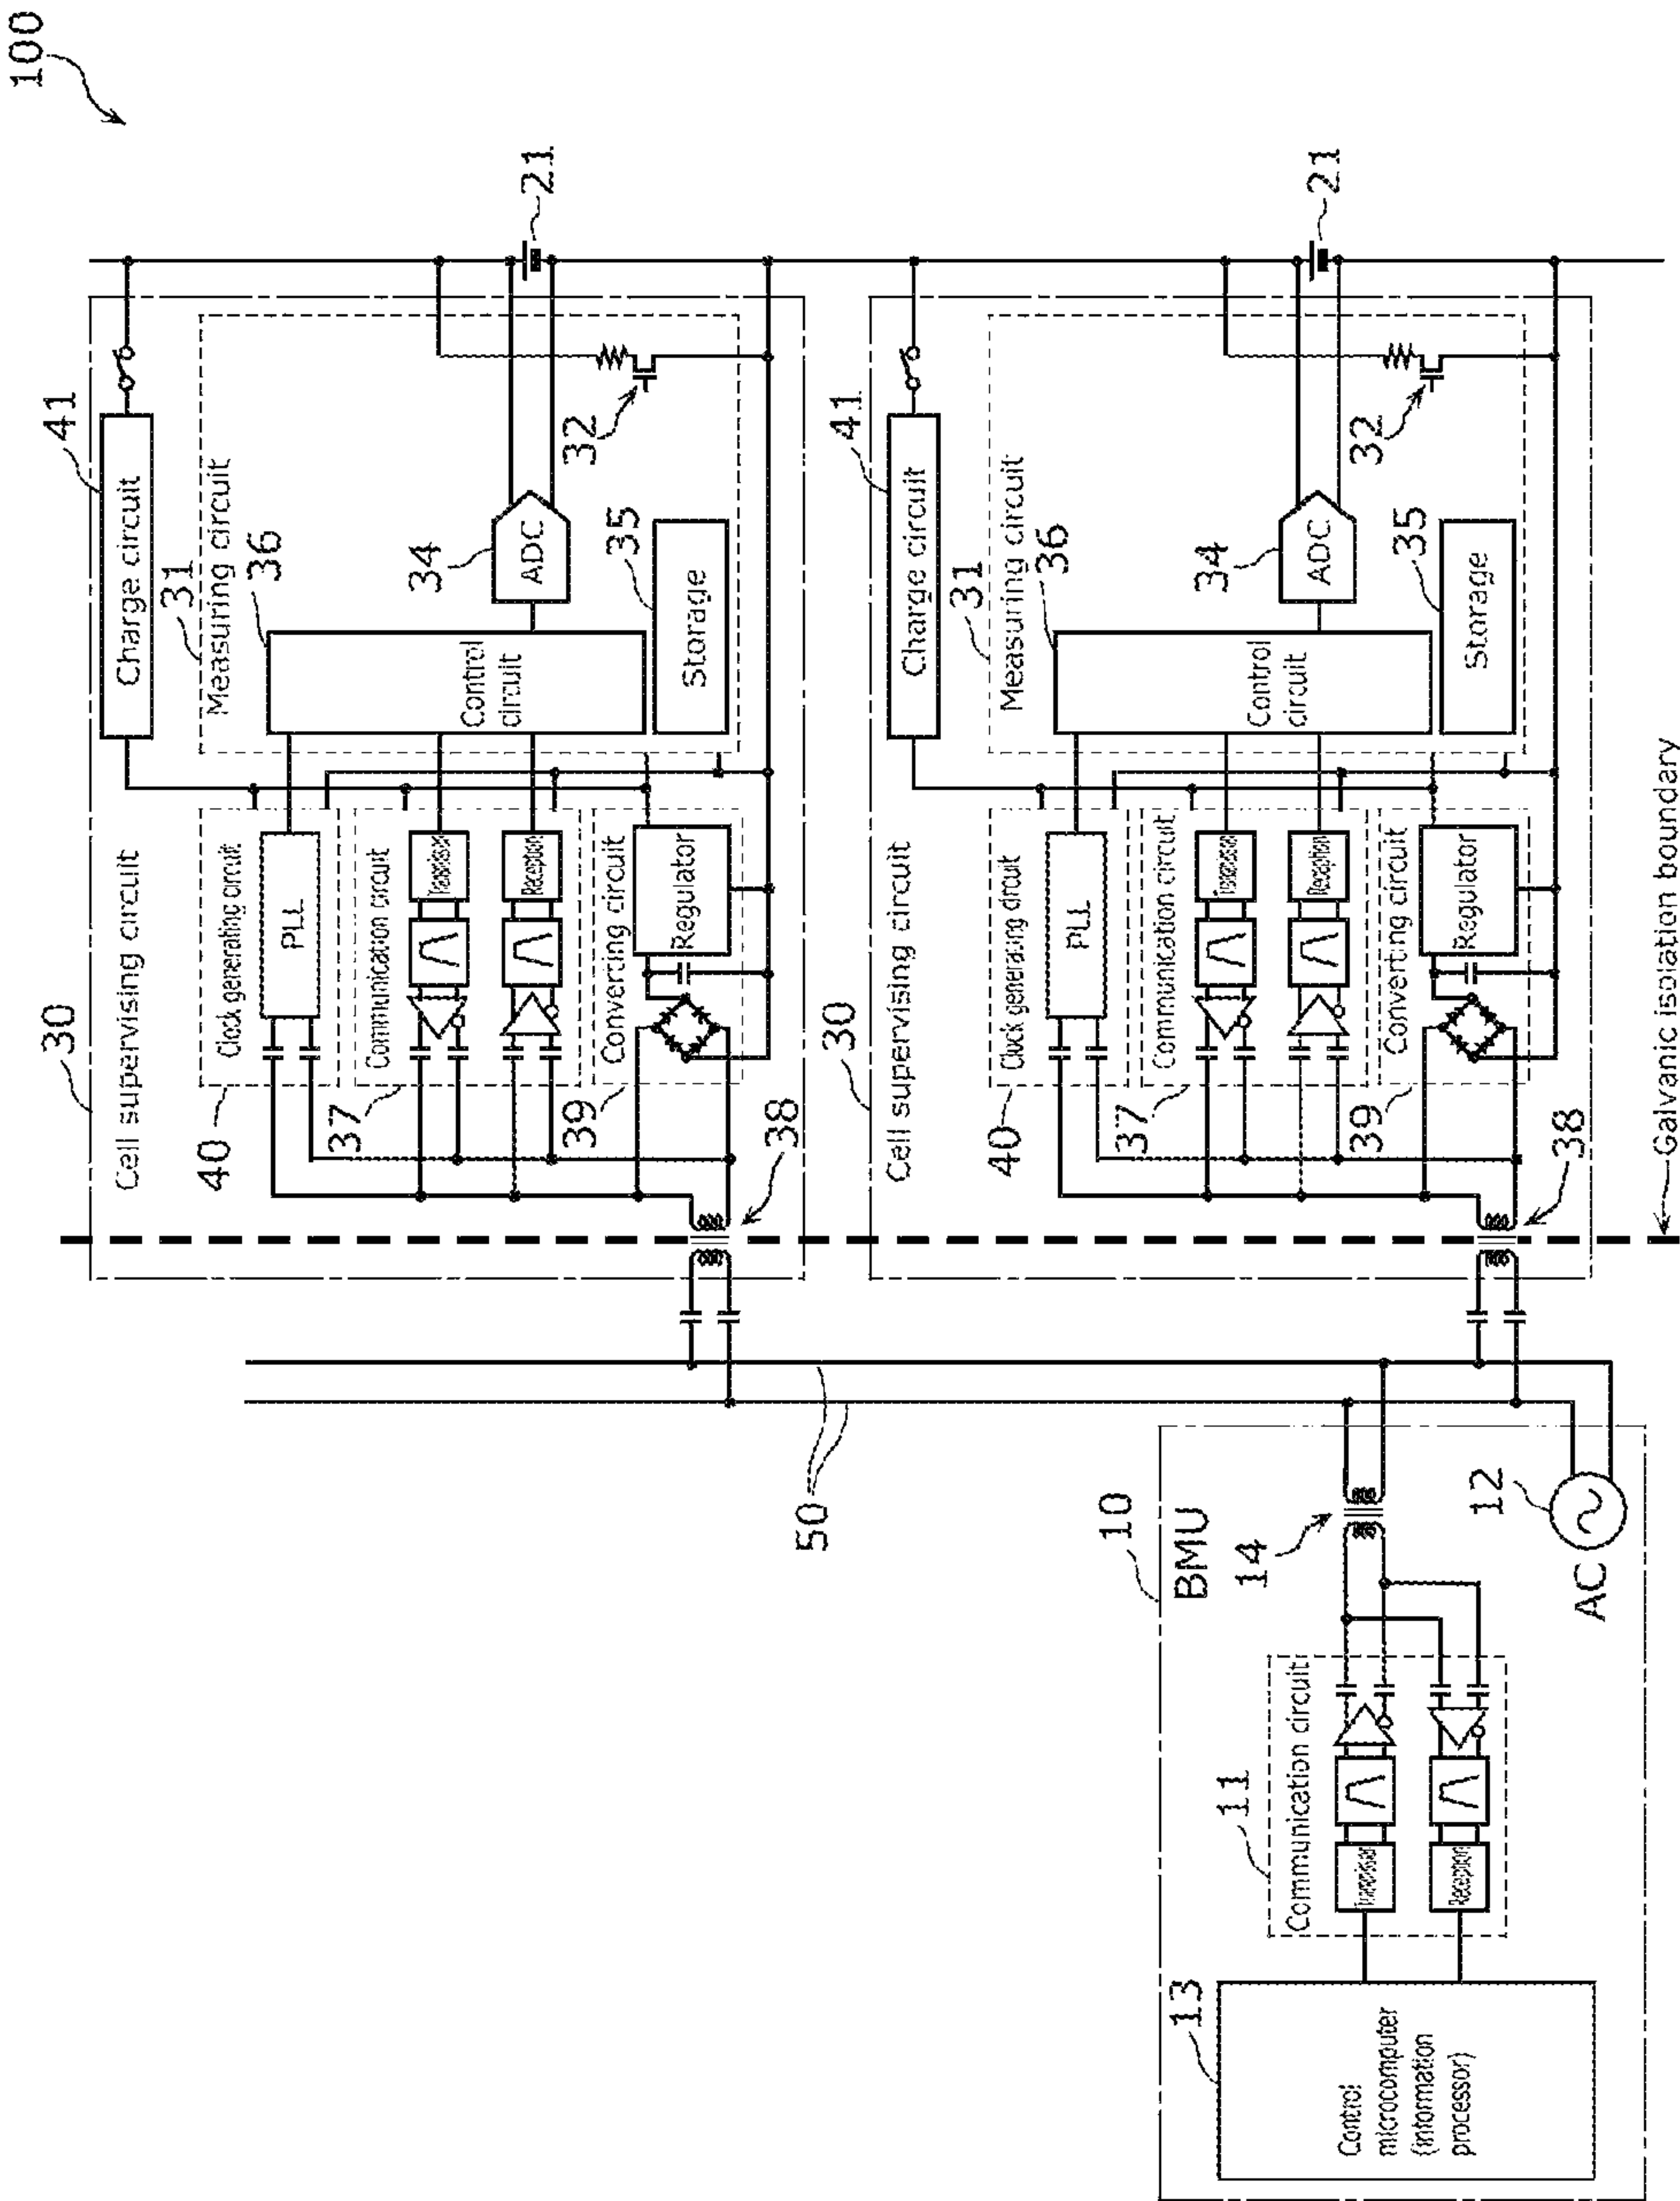 100
30
Cell supervising circuit
41
Charge circuit
31
Measuring circuit
40
Clock generating circuit
PLL
36
Control
circuit
37
Communication circuit
Transmission
Reception
34
ADC
32
21
35
Storage
39
Converting circuit
Regulator
38
30
Cell supervising circuit
41
Charge circuit
31
Measuring circuit
40
Clock generating circuit
PLL
36
Control
circuit
37
Communication circuit
Transmission
Reception
34
ADC
32
21
35
Storage
39
Converting circuit
Regulator
38
Galvanic isolation boundary
50
10
BMU
14
12
AC
11
Communication circuit
Transmission
Reception
13
Control
microcomputer
(information
processor)